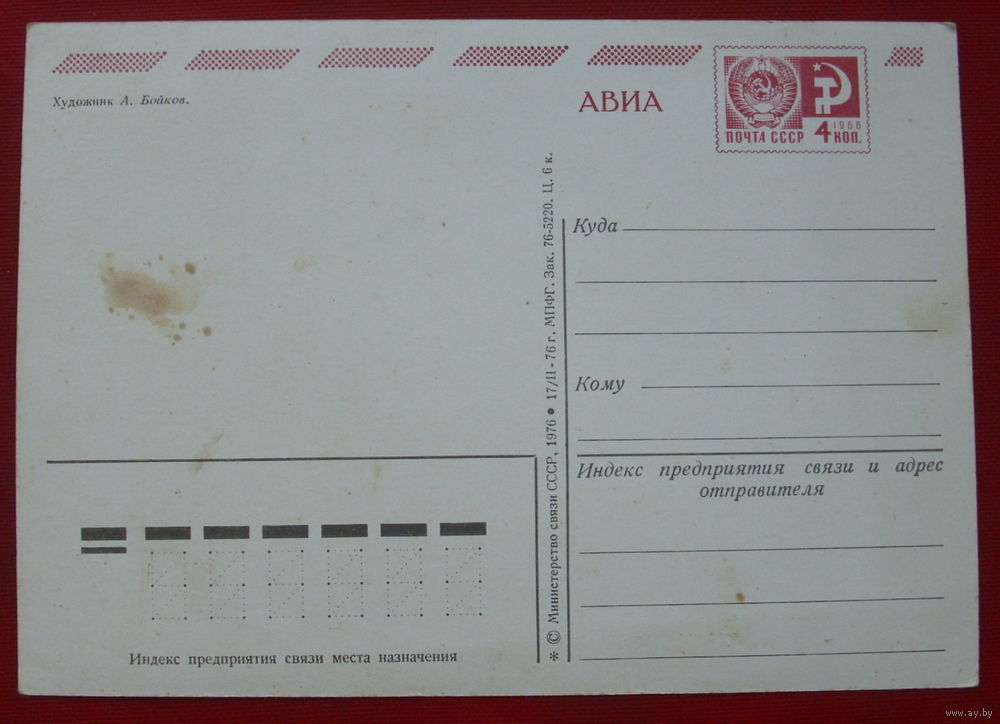 Художник А. Бойков.
АВИА
1966
ПОЧТА СССР 4 КОП.
Куда
Кому
Индекс предприятия связи и адрес
отправителя
* © Министерство связи СССР, 1976 • 17/II - 76 г. МПФГ. Зак. 76-5220. Ц. 6 к.
Индекс предприятия связи места назначения
www.ay.by